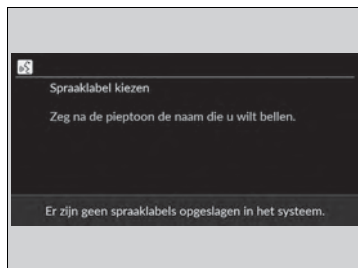 Spraaklabel kiezen
Zeg na de pieptoon de naam die u wilt bellen.
Er zijn geen spraaklabels opgeslagen in het systeem.